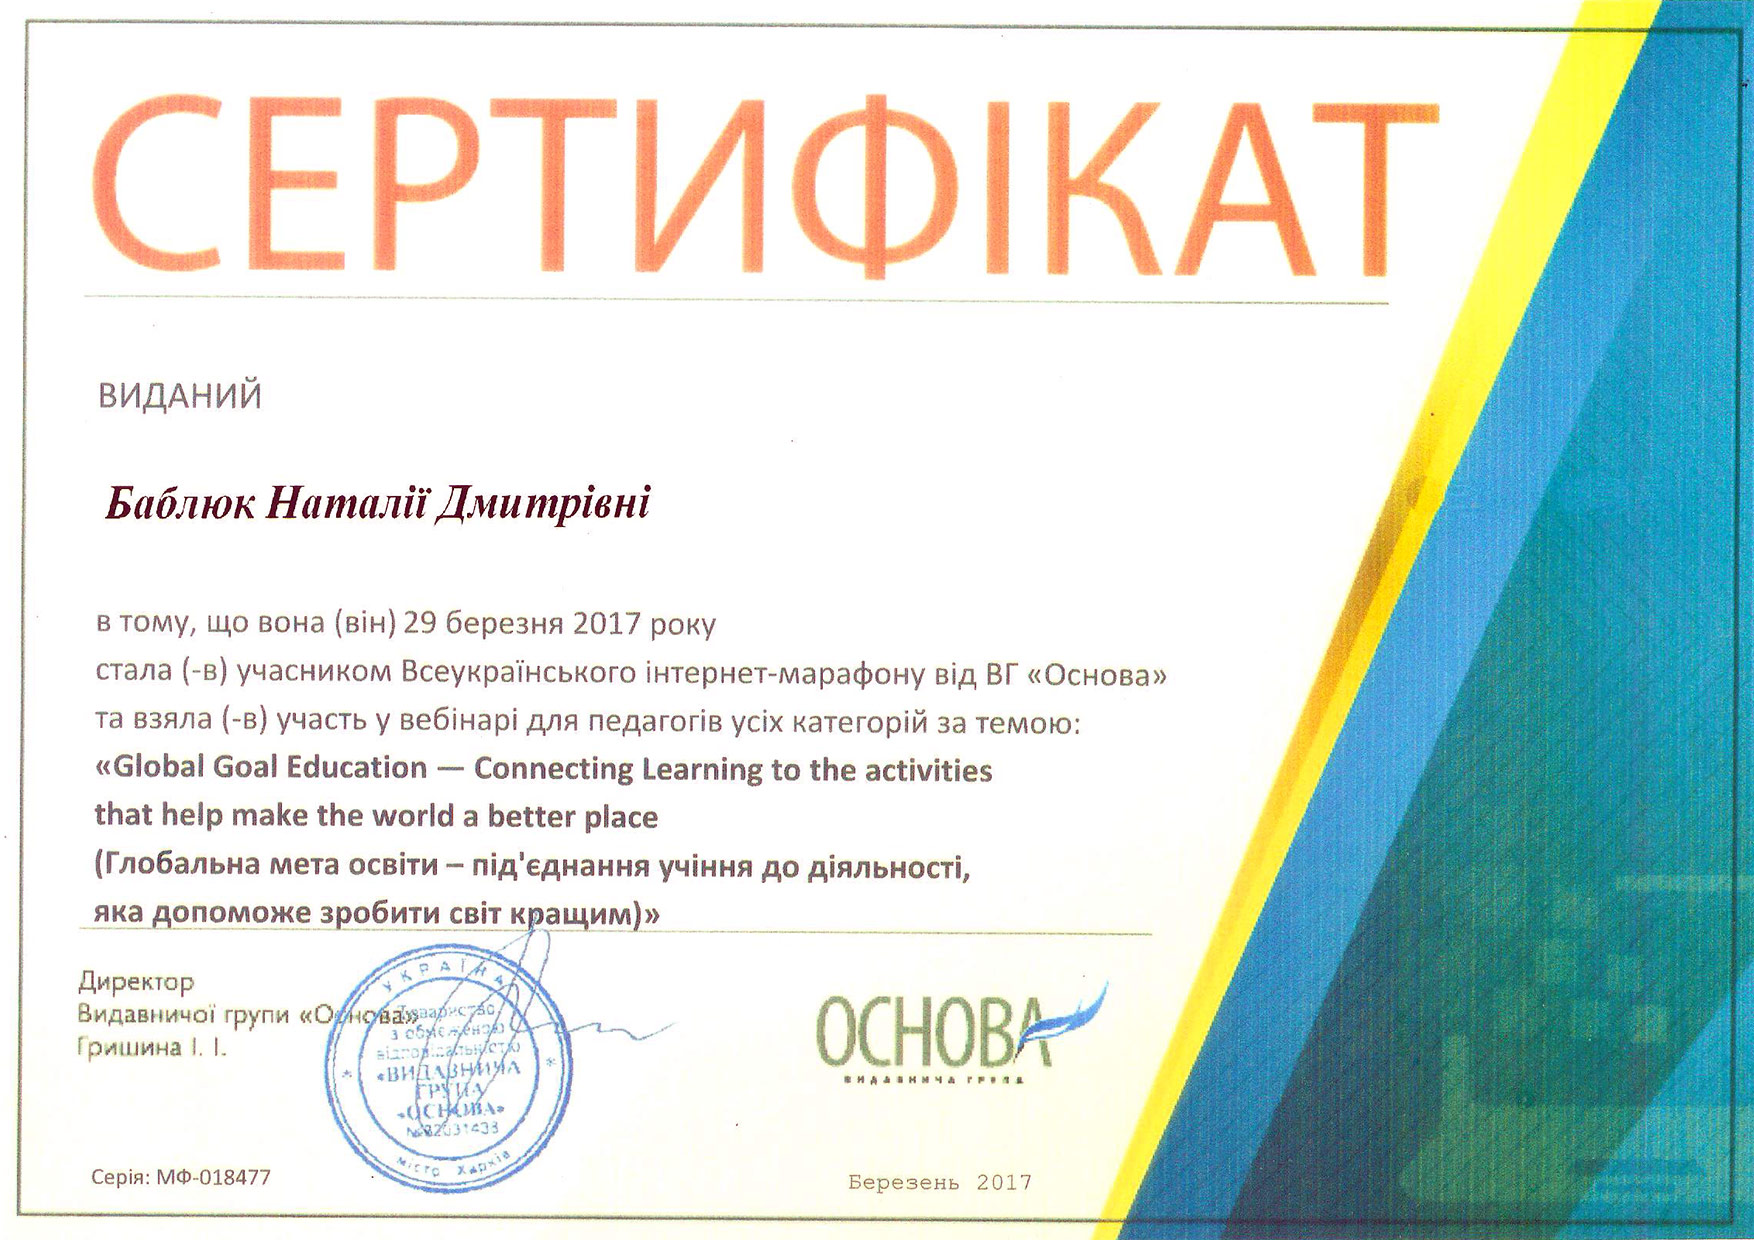 СЕРТИФІКАТ
ВИДАНИЙ
Баблюк Наталії Дмитрівні
в тому, що вона (він) 29 березня 2017 року
стала (-в) учасником Всеукраїнського інтернет-марафону від ВГ «Основа»
та взяла (-в) участь у вебінарі для педагогів усіх категорій за темою:
«Global Goal Education — Connecting Learning to the activities
that help make the world a better place
(Глобальна мета освіти – під'єднання учіння до діяльності,
яка допоможе зробити світ кращим)»
Директор
Видавничої групи «Основа»
Гришина І. І.
УКРАЇНА
Товариство
з обмеженою
відповідальністю
«ВИДАВНИЧА
ГРУПА
«ОСНОВА»
місто Харків
ОСНОВА
ВИДАВНИЧА ГРУПА
Серія: МФ-018477
Березень 2017